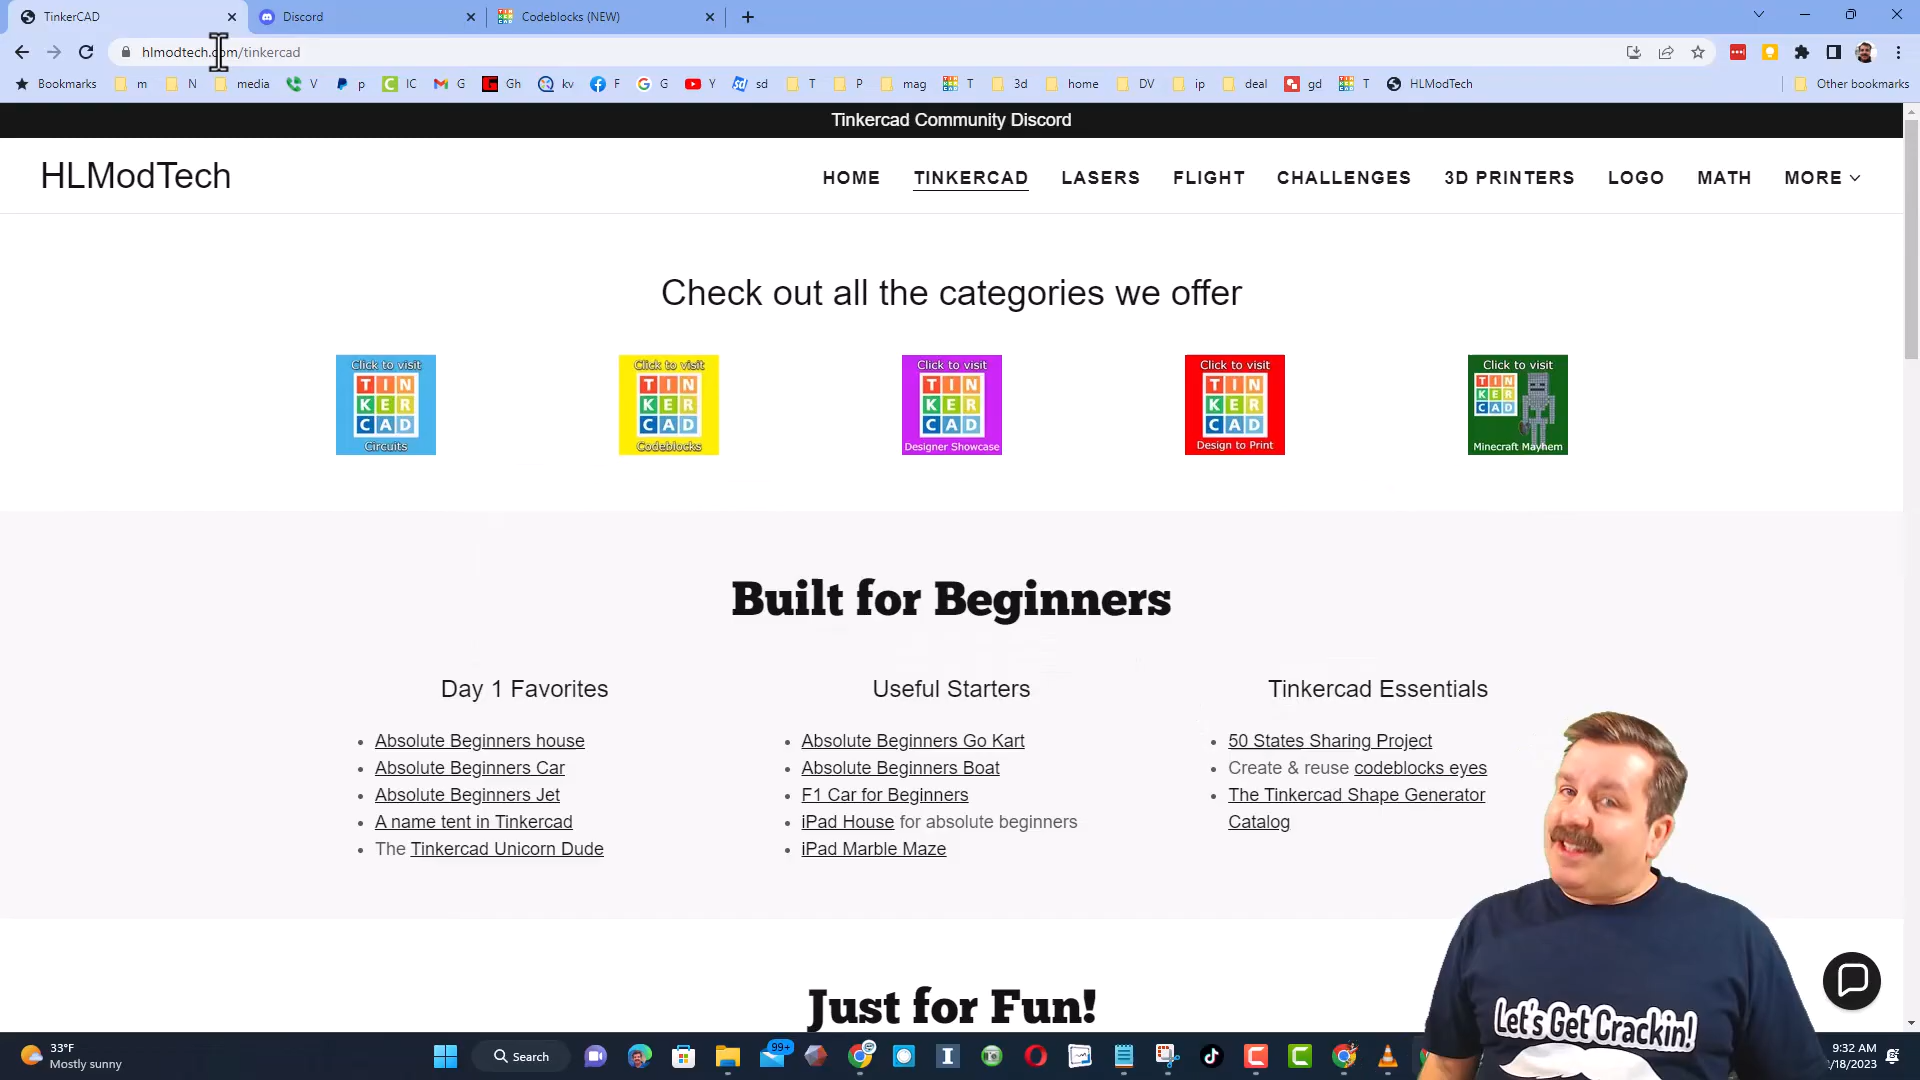 TinkerCAD
Discord
Codeblocks (NEW)
hlmodtech.com/tinkercad
Bookmarks m N media V p IC G Gh kv F G Y sd T P mag T 3d home DV ip deal gd T HLModTech Other bookmarks
Tinkercad Community Discord
HLModTech
HOME TINKERCAD LASERS FLIGHT CHALLENGES 3D PRINTERS LOGO MATH MORE
Check out all the categories we offer
Click to visit
TIN
KER
CAD
Circuits
Click to visit
TIN
KER
CAD
Codeblocks
Click to visit
TIN
KER
CAD
Designer Showcase
Click to visit
TIN
KER
CAD
Design to Print
Click to visit
TIN
KER
CAD
Minecraft Mayhem
Built for Beginners
Day 1 Favorites
Absolute Beginners house
Absolute Beginners Car
Absolute Beginners Jet
A name tent in Tinkercad
The Tinkercad Unicorn Dude
Useful Starters
Absolute Beginners Go Kart
Absolute Beginners Boat
F1 Car for Beginners
iPad House for absolute beginners
iPad Marble Maze
Tinkercad Essentials
50 States Sharing Project
Create & reuse codeblocks eyes
The Tinkercad Shape Generator
Catalog
Just for Fun!
Let's Get Crackin!
33°F
Mostly sunny
Search
99+
9:32 AM
/18/2023